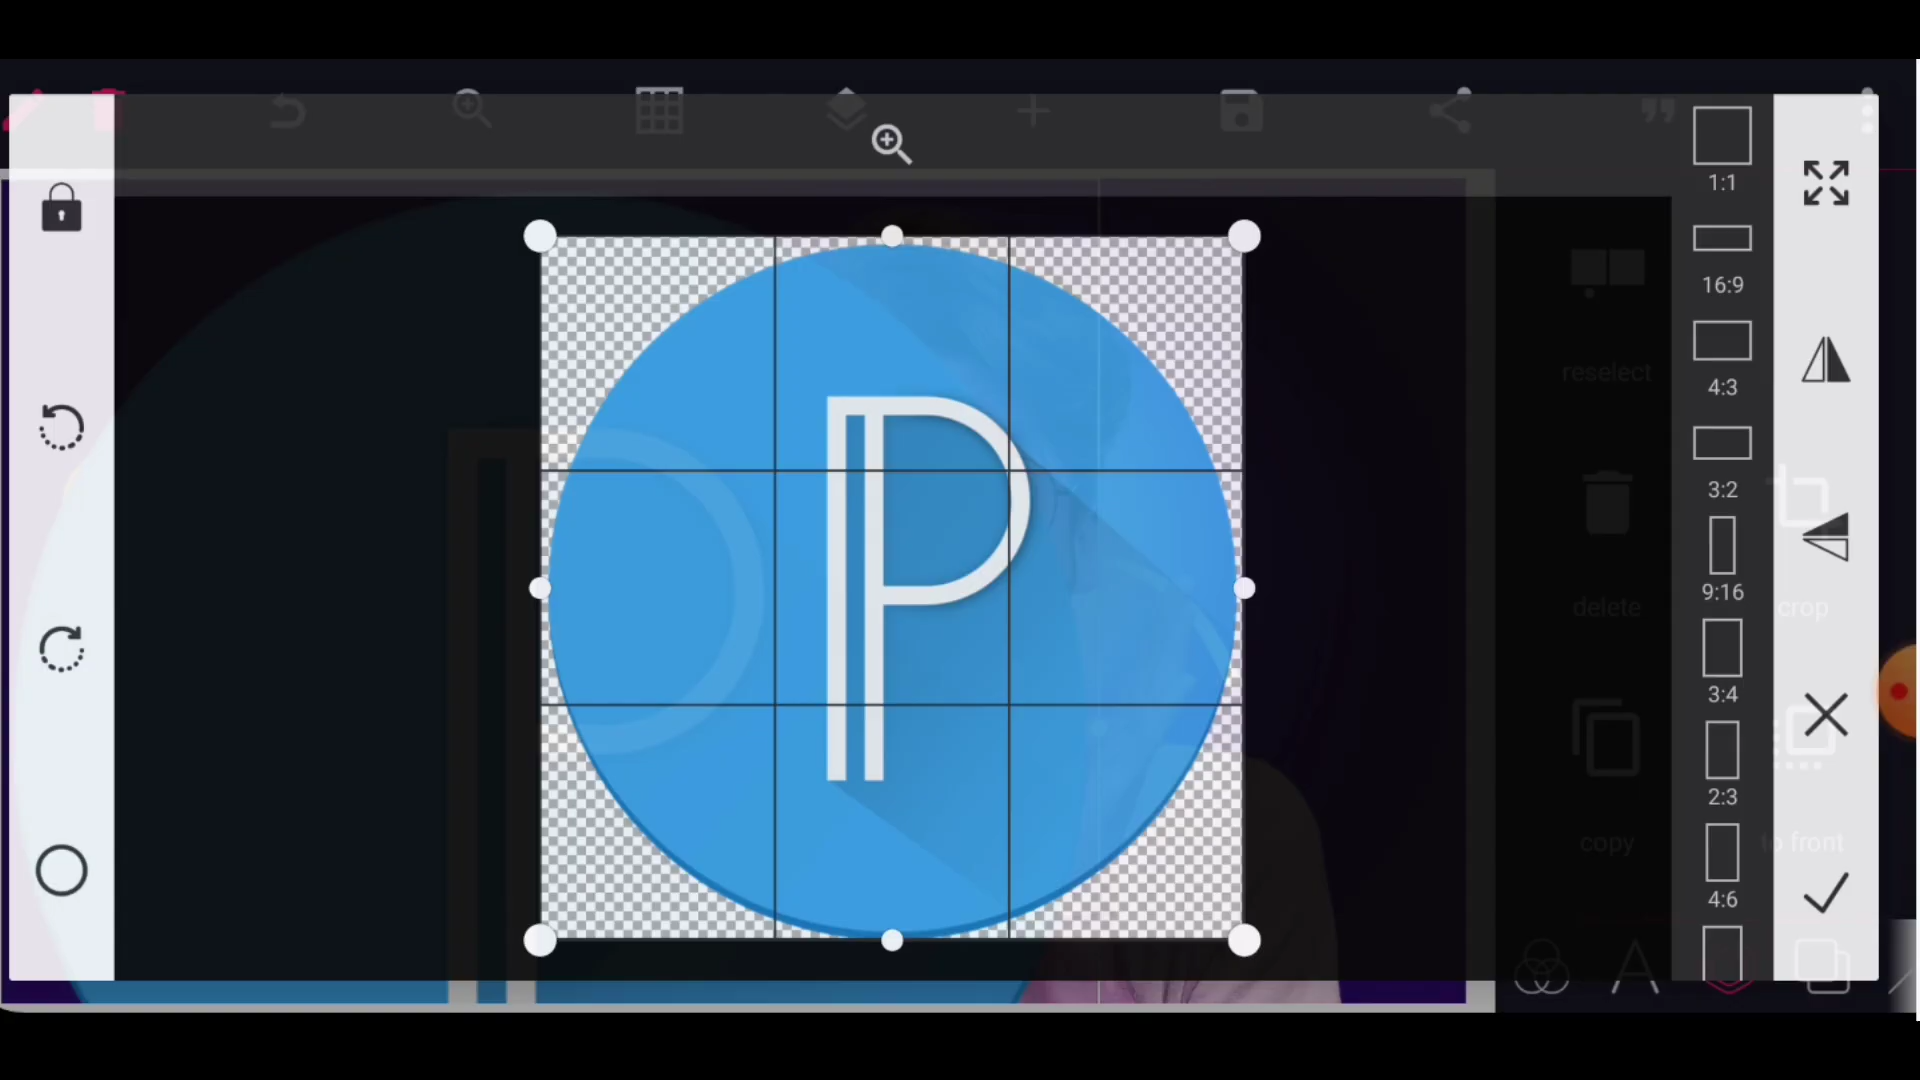 1:1
16:9
4:3
3:2
9:16
3:4
2:3
4:6
reselect
delete
copy
crop
to front
P
A